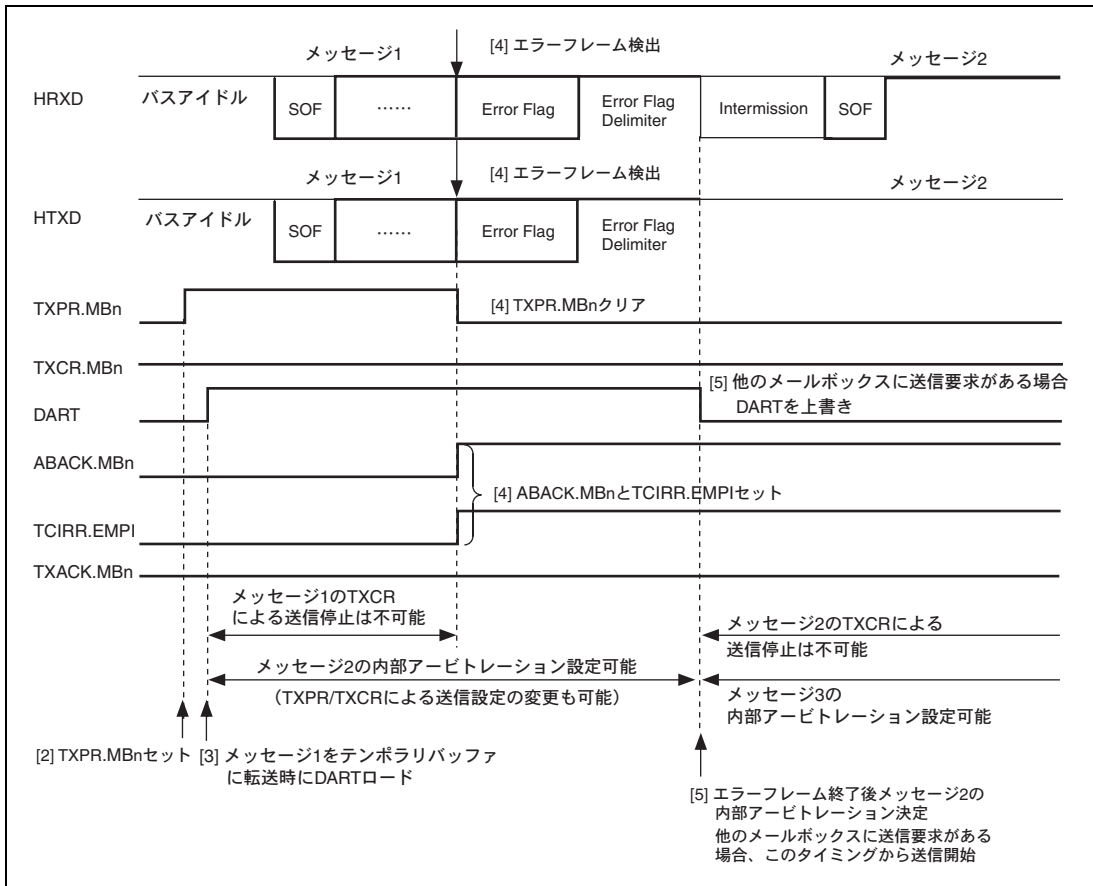 メッセージ1
[4] エラーフレーム検出
メッセージ2
HRXD
バスアイドル
SOF
……
Error Flag
Error Flag
Delimiter
Intermission
SOF
メッセージ1
[4] エラーフレーム検出
メッセージ2
HTXD
バスアイドル
SOF
……
Error Flag
Error Flag
Delimiter
TXPR.MBn
[4] TXPR.MBnクリア
TXCR.MBn
[5] 他のメールボックスに送信要求がある場合
DARTを上書き
DART
ABACK.MBn
[4] ABACK.MBnとTCIRR.EMPIセット
TCIRR.EMPI
TXACK.MBn
メッセージ1のTXCR
による送信停止は不可能
メッセージ2のTXCRによる
送信停止は不可能
メッセージ2の内部アービトレーション設定可能
（TXPR/TXCRによる送信設定の変更も可能）
メッセージ3の
内部アービトレーション設定可能
[2] TXPR.MBnセット
[3] メッセージ1をテンポラリバッファ
に転送時にDARTロード
[5] エラーフレーム終了後メッセージ2の
内部アービトレーション決定
他のメールボックスに送信要求がある
場合、このタイミングから送信開始